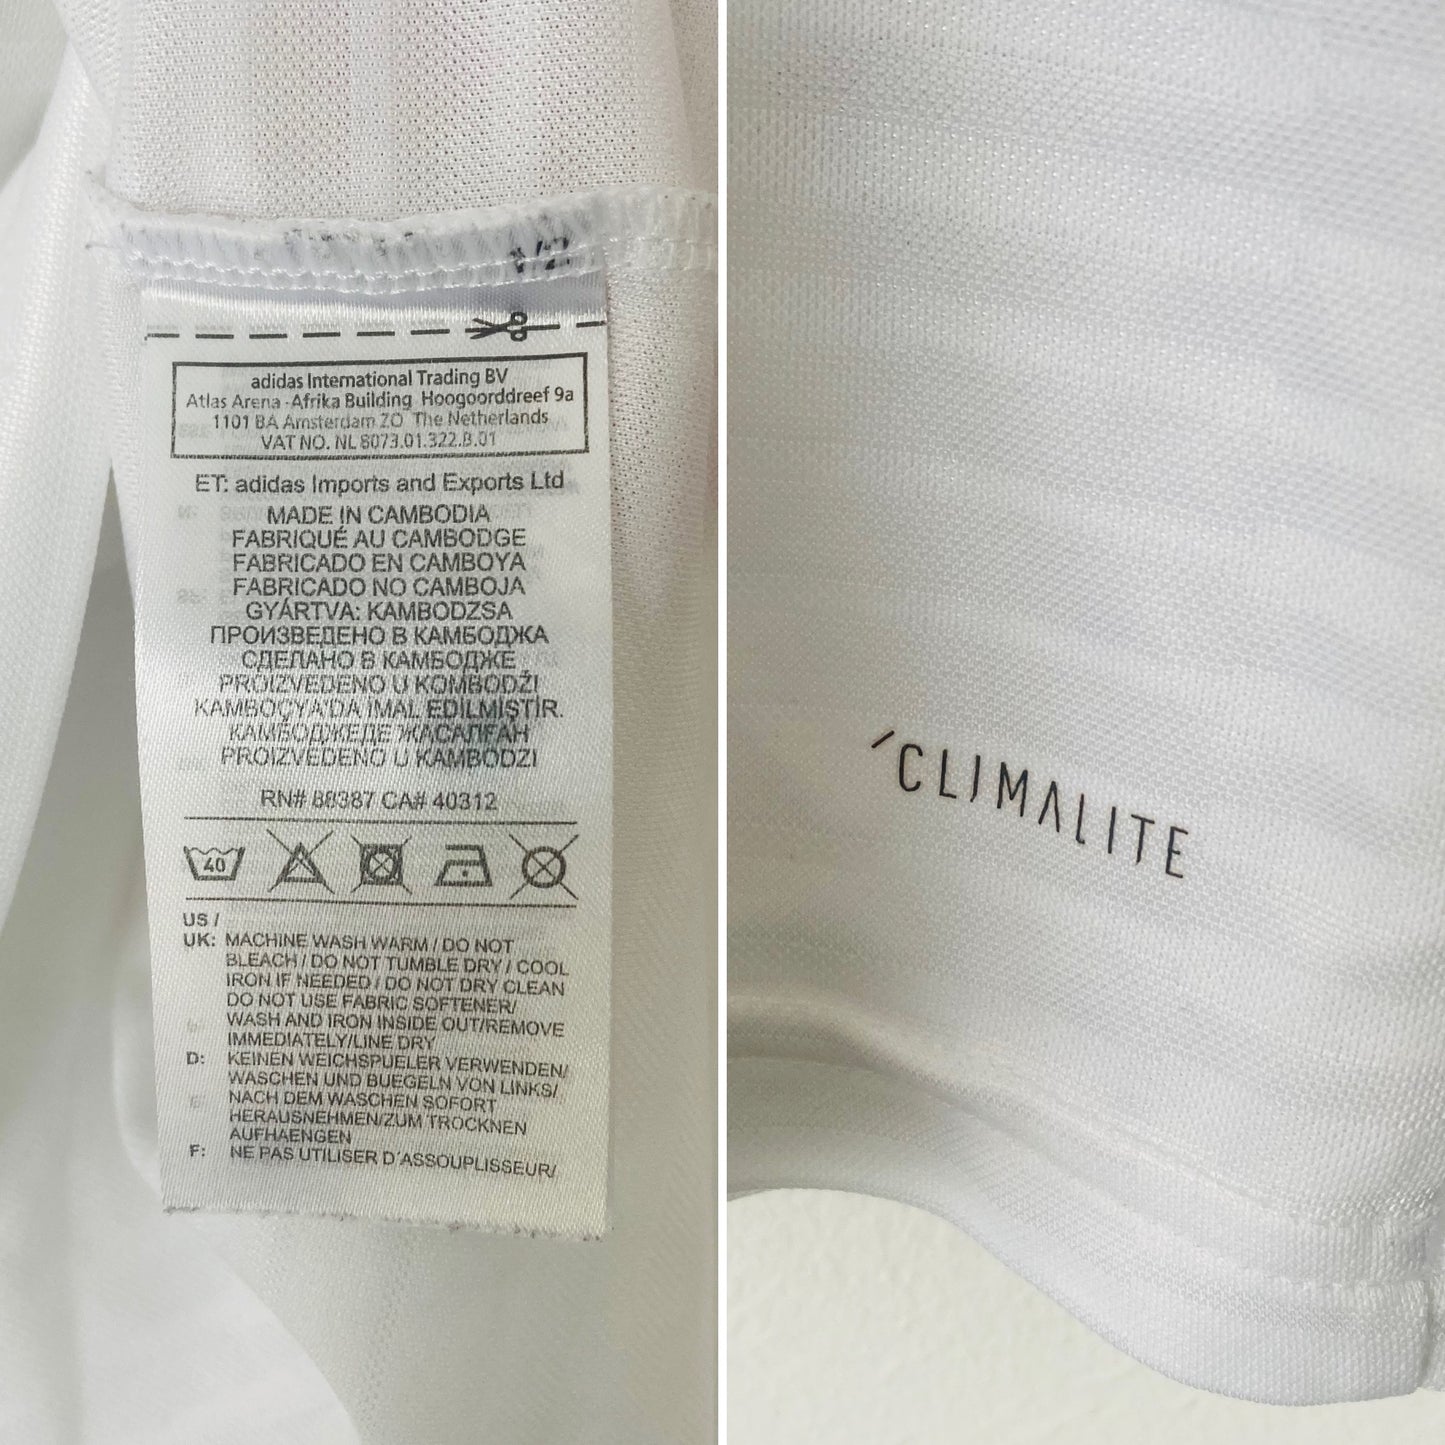 adidas International Trading BV
Atlas Arena - Afrika Building Hoogoorddreef 9a
1101 BA Amsterdam ZO The Netherlands
VAT NO. NL 8073.01.322.B.01
ET: adidas Imports and Exports Ltd
MADE IN CAMBODIA
FABRIQUÉ AU CAMBODGE
FABRICADO EN CAMBOYA
FABRICADO NO CAMBOJA
GYÁRTVA: KAMBODZSA
ПРОИЗВЕДЕНО В КАМБОДЖА
СДЕЛАНО В КАМБОДЖЕ
PROIZVEDENO U KOMBODŽI
KAMBOÇYA'DA İMAL EDİLMİŞTİR.
КАМБОДЖЕДЕ ЖАСАЛҒАН
PROIZVEDENO U KAMBODZI
RN# 88387 CA# 40312
40
US /
UK: MACHINE WASH WARM / DO NOT
BLEACH / DO NOT TUMBLE DRY / COOL
IRON IF NEEDED / DO NOT DRY CLEAN
DO NOT USE FABRIC SOFTENER/
WASH AND IRON INSIDE OUT/REMOVE
IMMEDIATELY/LINE DRY
D: KEINEN WEICHSPUELER VERWENDEN/
WASCHEN UND BUEGELN VON LINKS/
NACH DEM WASCHEN SOFORT
HERAUSNEHMEN/ZUM TROCKNEN
AUFHAENGEN
F: NE PAS UTILISER D´ASSOUPLISSEUR/
CLIMALITE